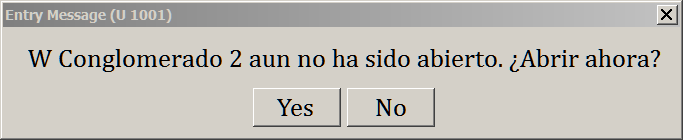 Entry Message (U 1001)
W Conglomerado 2 aun no ha sido abierto. ¿Abrir ahora?
Yes No